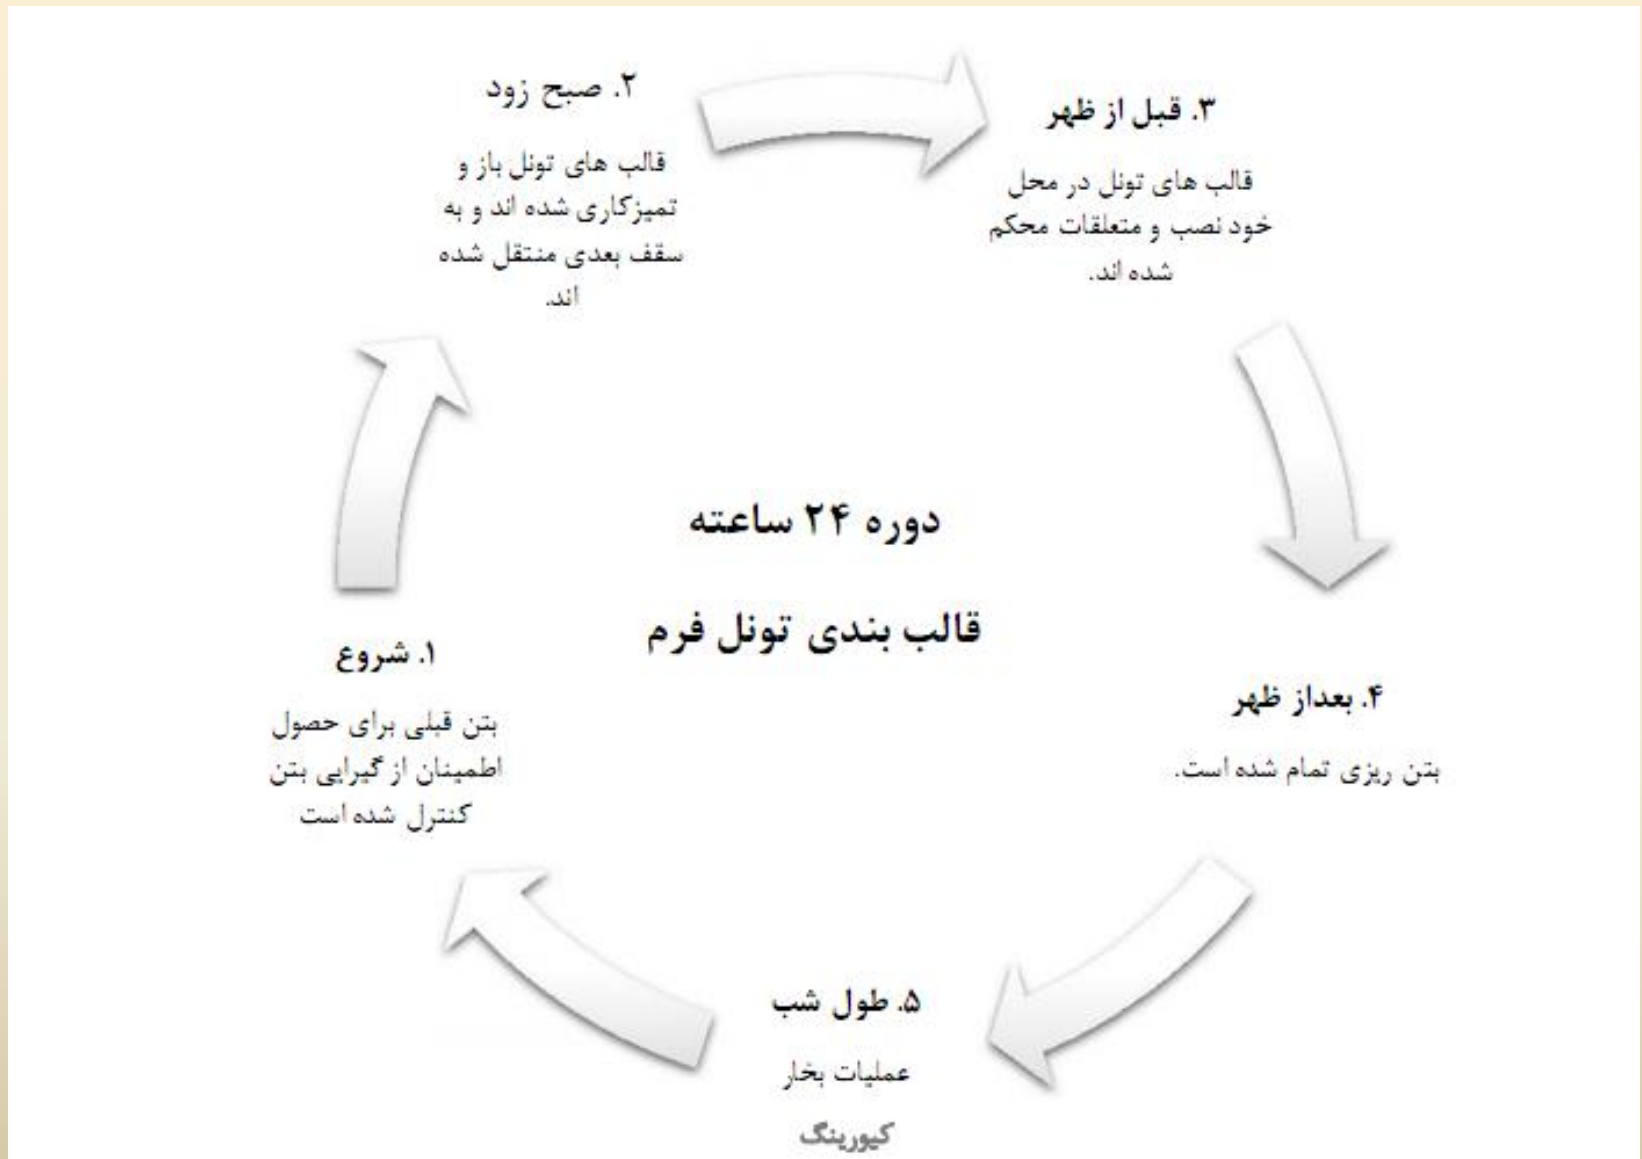 دوره ۲۴ ساعته
قالب بندی تونل فرم
۱. شروع
بتن قبلی برای حصول
اطمینان از گیرایی بتن
کنترل شده است
۲. صبح زود
قالب های تونل باز و
تمیزکاری شده اند و به
سقف بعدی منتقل شده
اند.
۳. قبل از ظهر
قالب های تونل در محل
خود نصب و متعلقات محکم
شده اند.
۴. بعداز ظهر
بتن ریزی تمام شده است.
۵. طول شب
عملیات بخار
کیورینگ